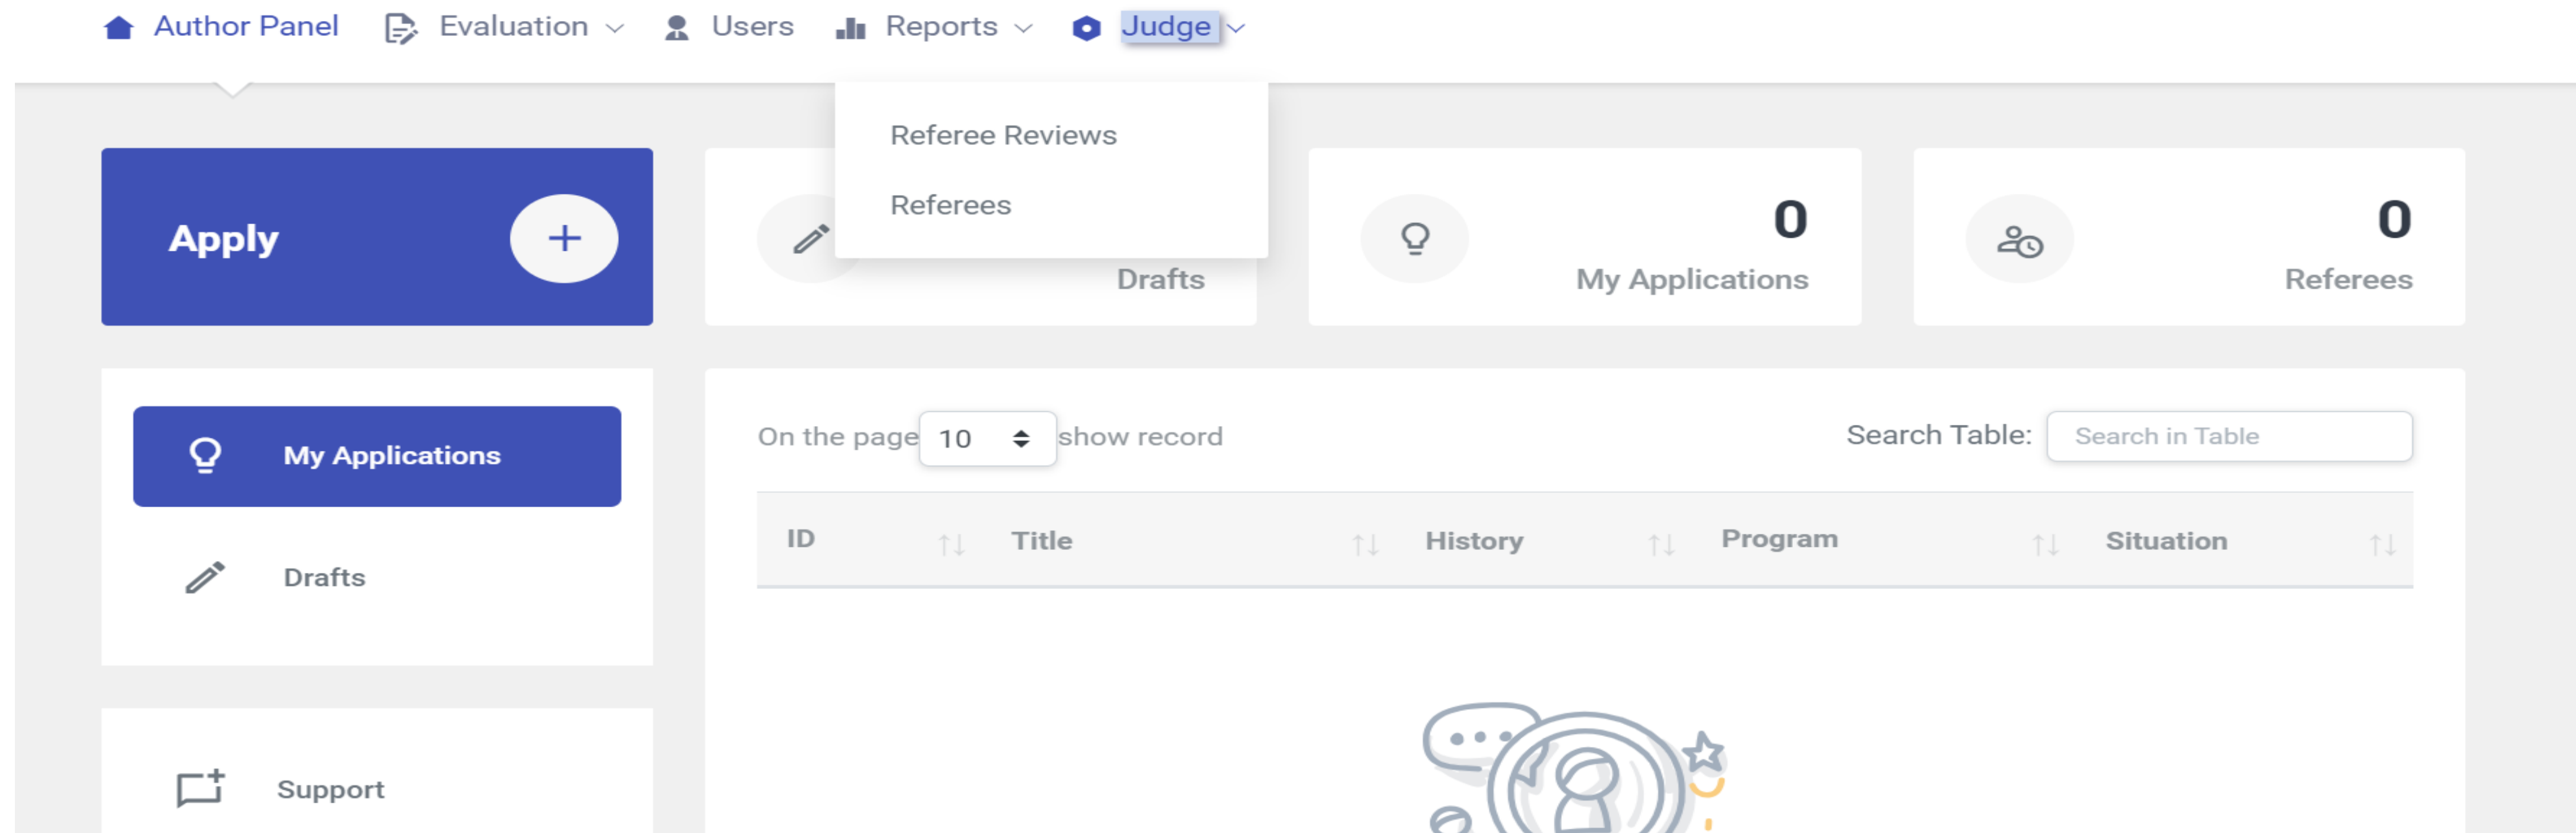 Author Panel Evaluation Users Reports Judge
Referee Reviews
Referees
Apply
Drafts
0
My Applications
0
Referees
My Applications
Drafts
Support
On the page 10 show record
Search Table: Search in Table
ID Title History Program Situation